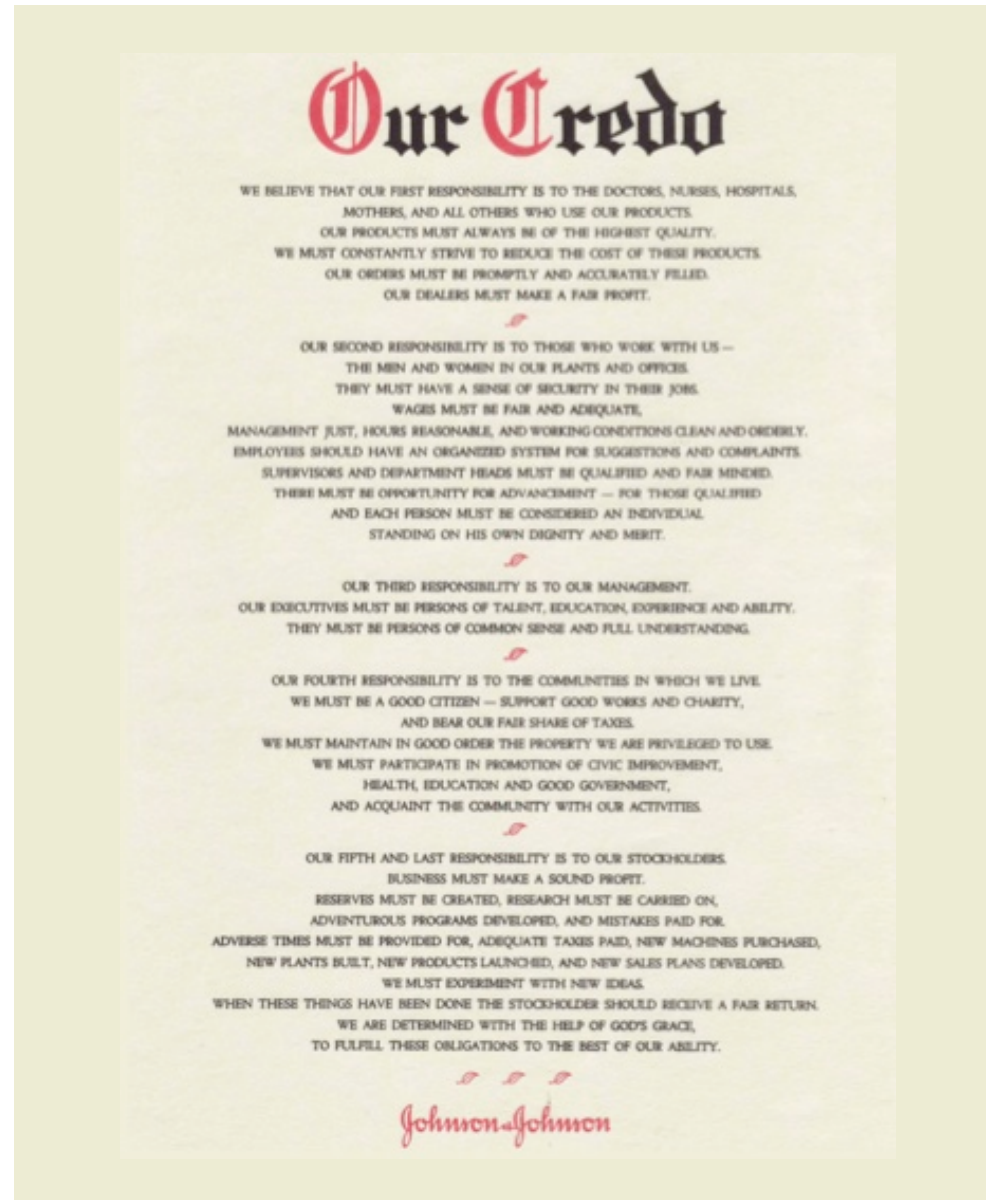 Our Credo
WE BELIEVE THAT OUR FIRST RESPONSIBILITY IS TO THE DOCTORS, NURSES, HOSPITALS,
MOTHERS, AND ALL OTHERS WHO USE OUR PRODUCTS.
OUR PRODUCTS MUST ALWAYS BE OF THE HIGHEST QUALITY.
WE MUST CONSTANTLY STRIVE TO REDUCE THE COST OF THESE PRODUCTS.
OUR ORDERS MUST BE PROMPTLY AND ACCURATELY FILLED.
OUR DEALERS MUST MAKE A FAIR PROFIT.
OUR SECOND RESPONSIBILITY IS TO THOSE WHO WORK WITH US —
THE MEN AND WOMEN IN OUR PLANTS AND OFFICES.
THEY MUST HAVE A SENSE OF SECURITY IN THEIR JOBS.
WAGES MUST BE FAIR AND ADEQUATE,
MANAGEMENT JUST, HOURS REASONABLE, AND WORKING CONDITIONS CLEAN AND ORDERLY.
EMPLOYEES SHOULD HAVE AN ORGANIZED SYSTEM FOR SUGGESTIONS AND COMPLAINTS.
SUPERVISORS AND DEPARTMENT HEADS MUST BE QUALIFIED AND FAIR MINDED.
THERE MUST BE OPPORTUNITY FOR ADVANCEMENT — FOR THOSE QUALIFIED
AND EACH PERSON MUST BE CONSIDERED AN INDIVIDUAL
STANDING ON HIS OWN DIGNITY AND MERIT.
OUR THIRD RESPONSIBILITY IS TO OUR MANAGEMENT.
OUR EXECUTIVES MUST BE PERSONS OF TALENT, EDUCATION, EXPERIENCE AND ABILITY.
THEY MUST BE PERSONS OF COMMON SENSE AND FULL UNDERSTANDING.
OUR FOURTH RESPONSIBILITY IS TO THE COMMUNITIES IN WHICH WE LIVE.
WE MUST BE A GOOD CITIZEN — SUPPORT GOOD WORKS AND CHARITY,
AND BEAR OUR FAIR SHARE OF TAXES.
WE MUST MAINTAIN IN GOOD ORDER THE PROPERTY WE ARE PRIVILEGED TO USE.
WE MUST PARTICIPATE IN PROMOTION OF CIVIC IMPROVEMENT,
HEALTH, EDUCATION AND GOOD GOVERNMENT,
AND ACQUAINT THE COMMUNITY WITH OUR ACTIVITIES.
OUR FIFTH AND LAST RESPONSIBILITY IS TO OUR STOCKHOLDERS.
BUSINESS MUST MAKE A SOUND PROFIT.
RESERVES MUST BE CREATED, RESEARCH MUST BE CARRIED ON,
ADVENTUROUS PROGRAMS DEVELOPED, AND MISTAKES PAID FOR.
ADVERSE TIMES MUST BE PROVIDED FOR, ADEQUATE TAXES PAID, NEW MACHINES PURCHASED,
NEW PLANTS BUILT, NEW PRODUCTS LAUNCHED, AND NEW SALES PLANS DEVELOPED.
WE MUST EXPERIMENT WITH NEW IDEAS.
WHEN THESE THINGS HAVE BEEN DONE THE STOCKHOLDER SHOULD RECEIVE A FAIR RETURN.
WE ARE DETERMINED WITH THE HELP OF GOD'S GRACE,
TO FULFILL THESE OBLIGATIONS TO THE BEST OF OUR ABILITY.
Johnson & Johnson